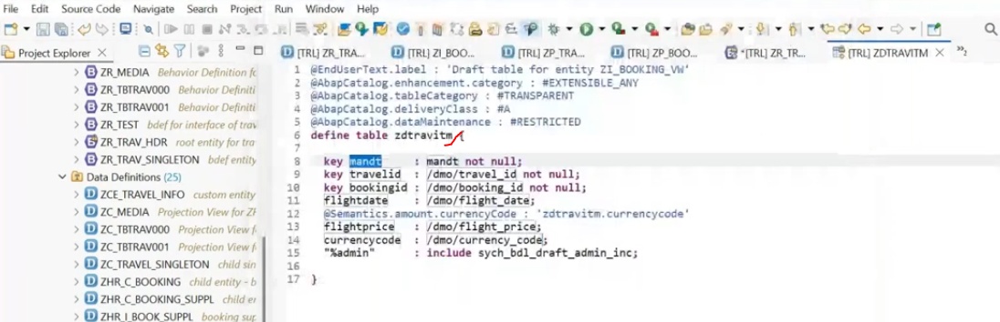 File Edit Source Code Navigate Search Project Run Window Help
Project Explorer
[TRL] ZR_TRA...
[TRL] ZI_BOO...
[TRL] ZP_TRA...
[TRL] ZP_BOO...
*[TRL] ZR_TR...
[TRL] ZDTRAVITM
ZR_MEDIA Behavior Definition fo
ZR_TBTRAV000 Behavior Definiti
ZR_TBTRAV001 Behavior Definiti
ZR_TEST bdef for interface of trav
ZR_TRAV_HDR root entity for tra
ZR_TRAV_SINGLETON bdef entity
Data Definitions (25)
ZCE_TRAVEL_INFO custom entity
ZC_MEDIA Projection View for ZR
ZC_TBTRAV000 Projection View f
ZC_TBTRAV001 Projection View f
ZC_TRAVEL_SINGLETON child sin
ZHR_C_BOOKING child entity - b
ZHR_C_BOOKING_SUPPL child er
ZHR_I_BOOK_SUPPL booking sup
1 @EndUserText.label : 'Draft table for entity ZI_BOOKING_VW'
2 @AbapCatalog.enhancement.category : #EXTENSIBLE_ANY
3 @AbapCatalog.tableCategory : #TRANSPARENT
4 @AbapCatalog.deliveryClass : #A
5 @AbapCatalog.dataMaintenance : #RESTRICTED
6 define table zdtravitm {
7
8 key mandt : mandt not null;
9 key travelid : /dmo/travel_id not null;
10 key bookingid : /dmo/booking_id not null;
11 flightdate : /dmo/flight_date;
12 @Semantics.amount.currencyCode : 'zdtravitm.currencycode'
13 flightprice : /dmo/flight_price;
14 currencycode : /dmo/currency_code;
15 "%admin" : include sych_bdl_draft_admin_inc;
16
17 }